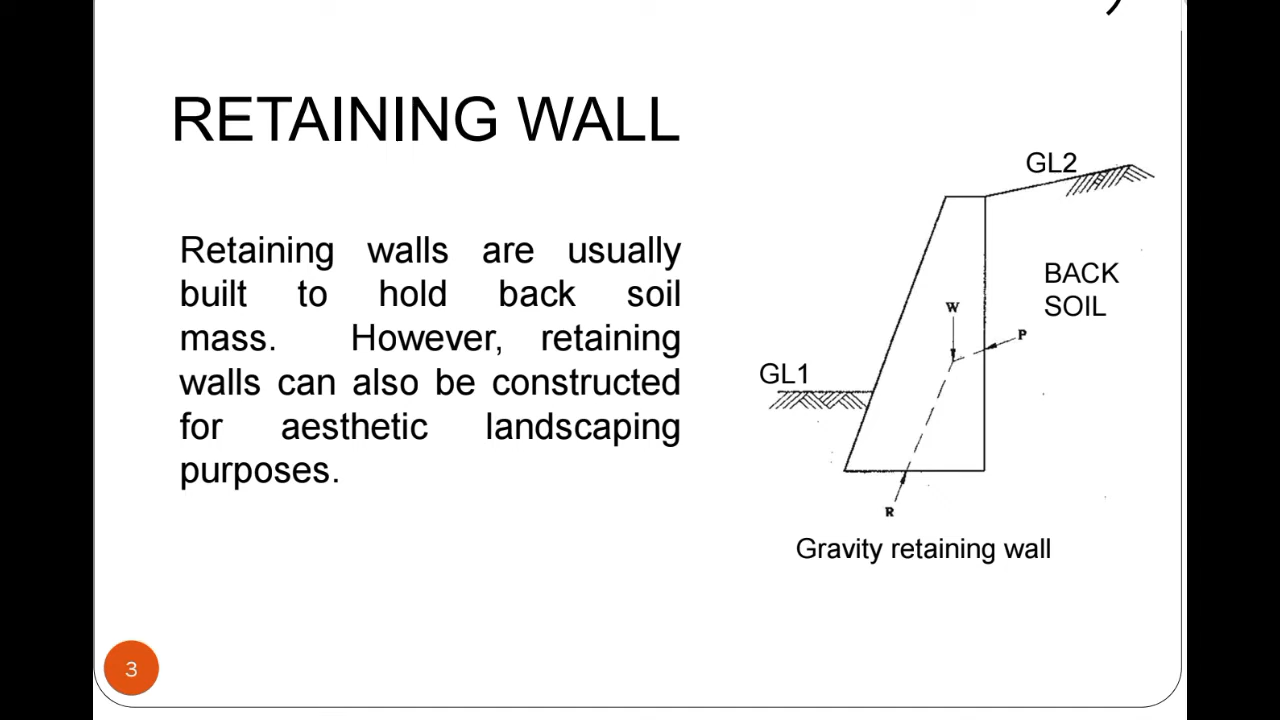 RETAINING WALL
Retaining walls are usually
built to hold back soil
mass. However, retaining
walls can also be constructed
for aesthetic landscaping
purposes.
GL2
BACK
SOIL
W
P
GL1
R
Gravity retaining wall
3